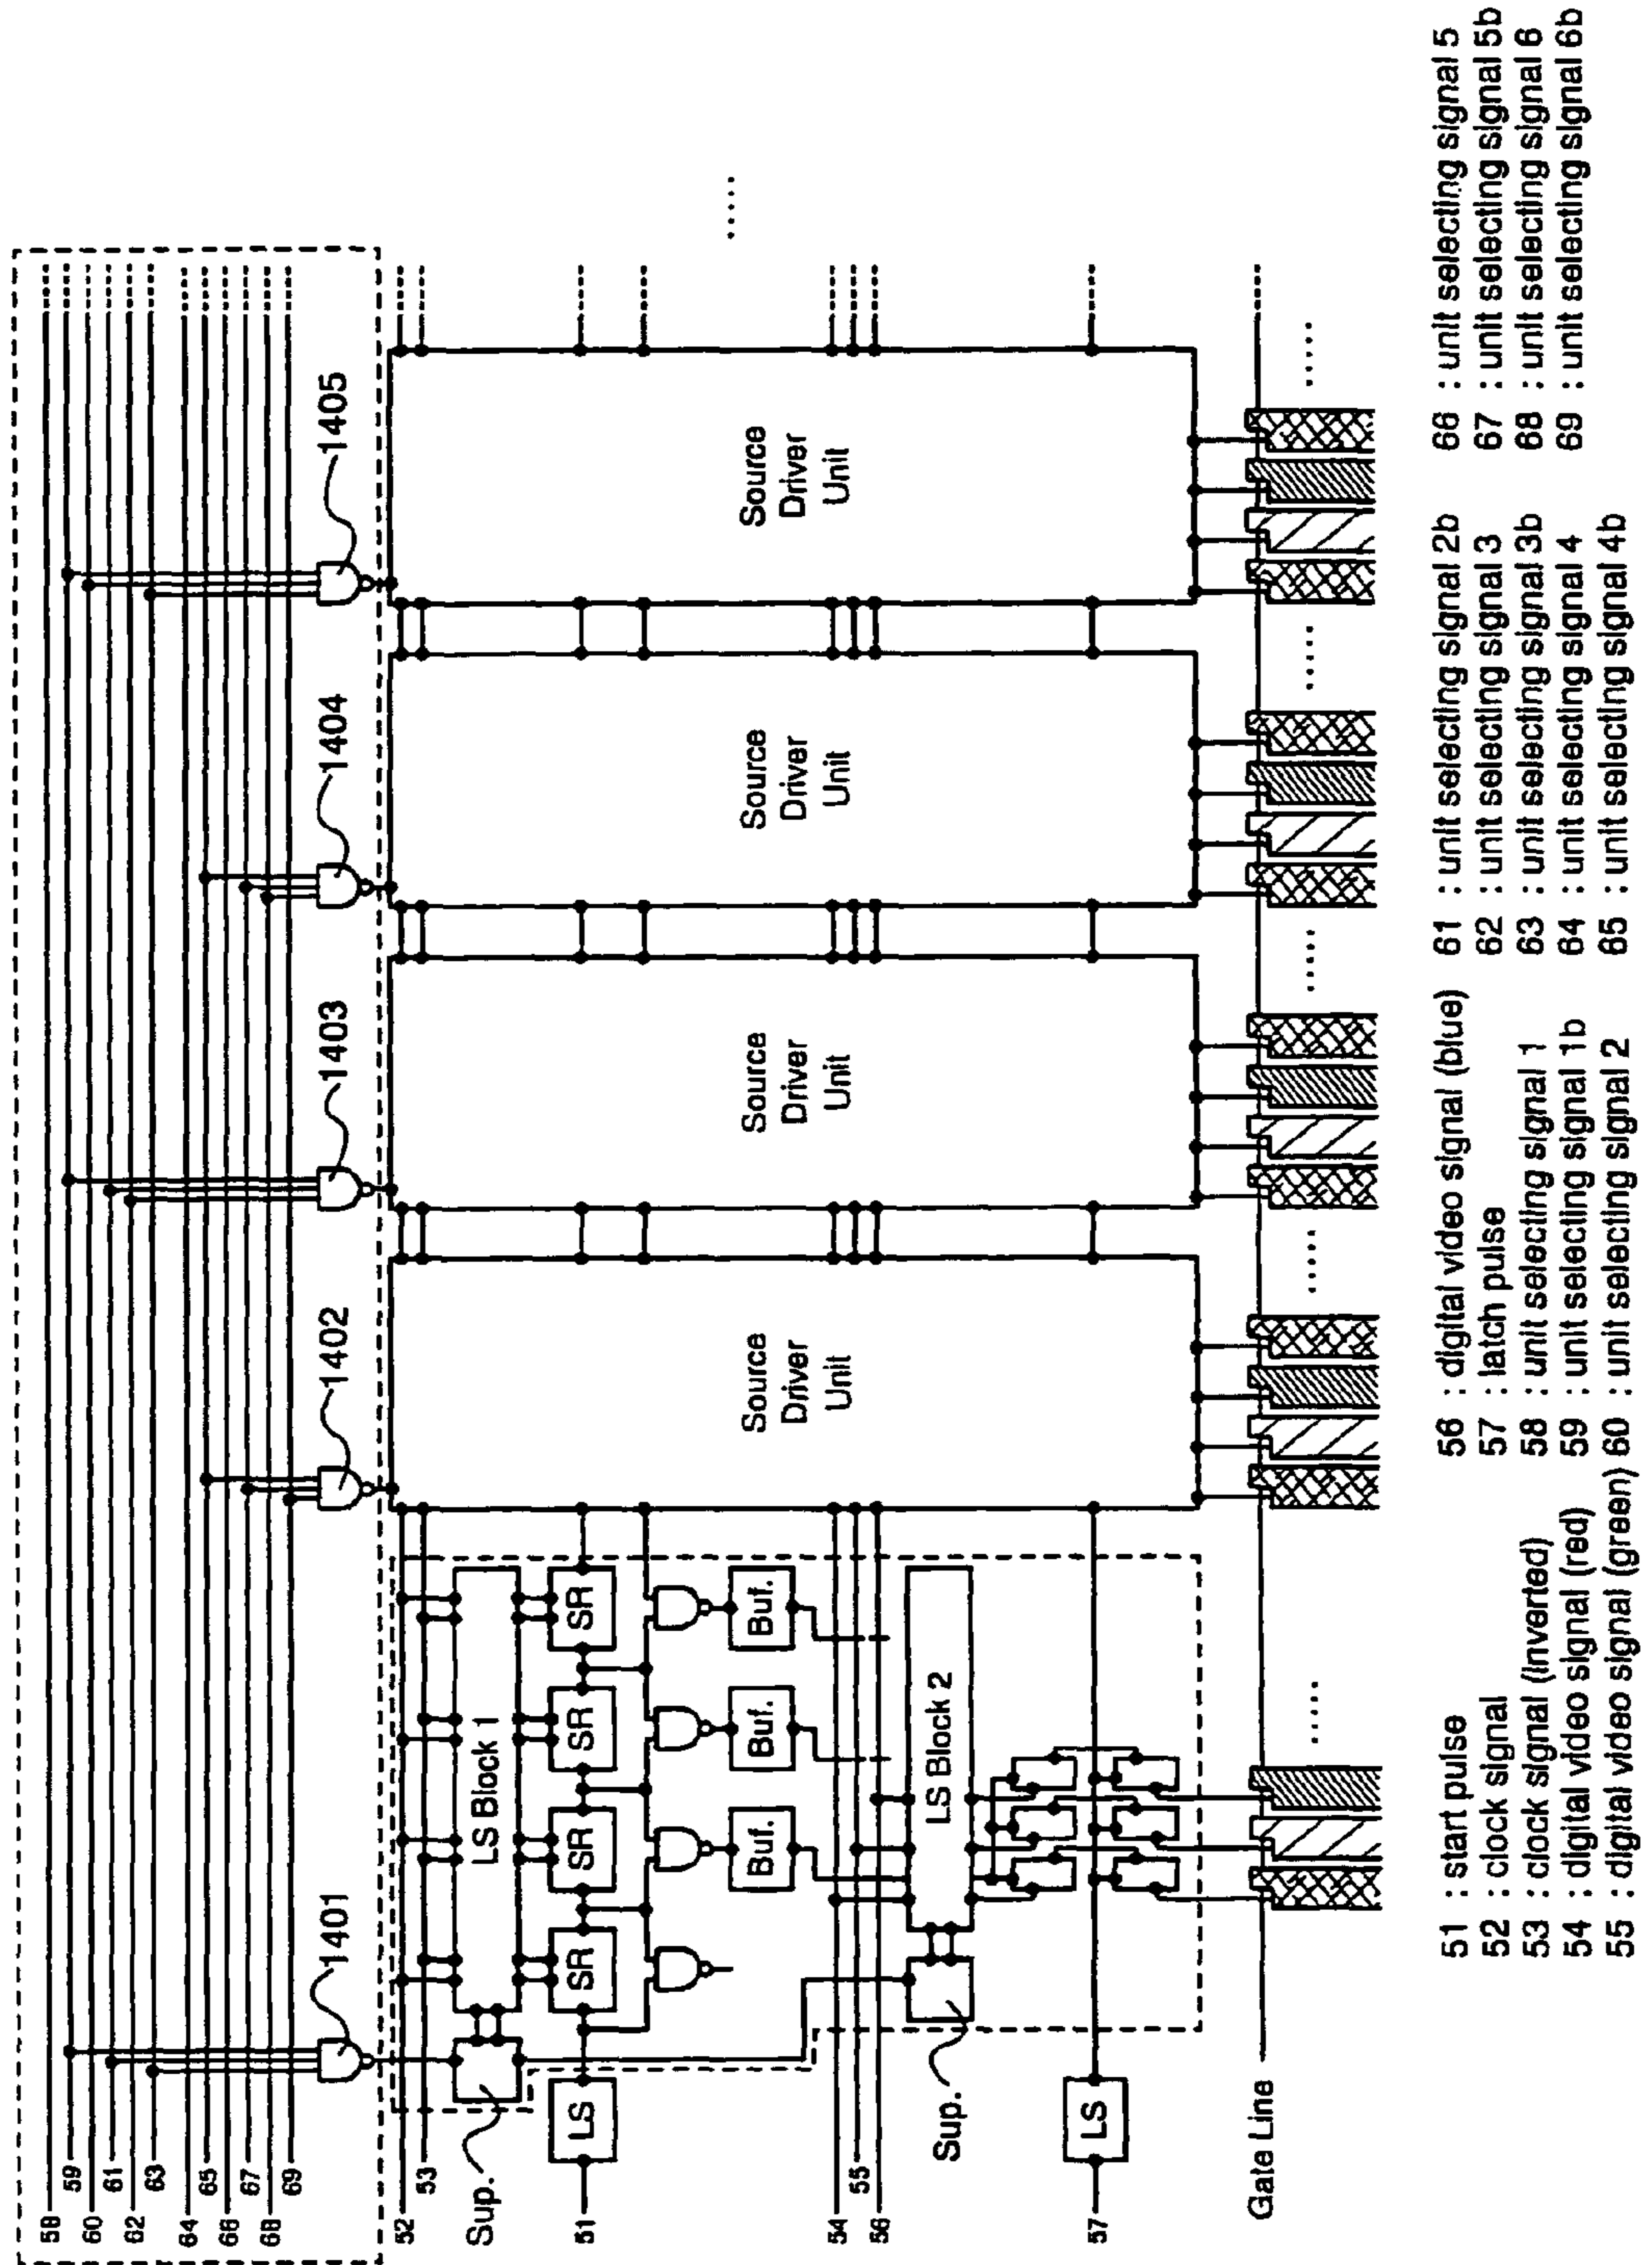 58
59
60
61
62
63
64
65
66
67
68
69
1401
1402
1403
1404
1405
52
53
Sup.
LS Block 1
51
LS
SR
SR
SR
SR
Buf.
Buf.
Buf.
54
55
56
Sup.
LS Block 2
57
LS
Gate Line
Source
Driver
Unit
Source
Driver
Unit
Source
Driver
Unit
Source
Driver
Unit
.....
.....
.....
.....
.....
.....
51 : start pulse
52 : clock signal
53 : clock signal (inverted)
54 : digital video signal (red)
55 : digital video signal (green)
56 : digital video signal (blue)
57 : latch pulse
58 : unit selecting signal 1
59 : unit selecting signal 1b
60 : unit selecting signal 2
61 : unit selecting signal 2b
62 : unit selecting signal 3
63 : unit selecting signal 3b
64 : unit selecting signal 4
65 : unit selecting signal 4b
66 : unit selecting signal 5
67 : unit selecting signal 5b
68 : unit selecting signal 6
69 : unit selecting signal 6b